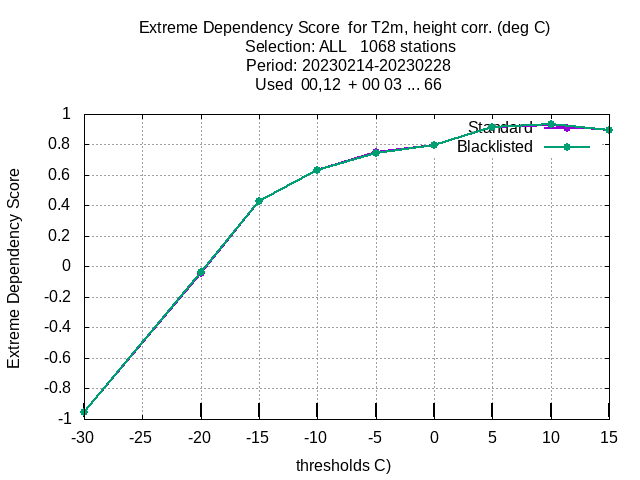 Extreme Dependency Score  for T2m, height corr. (deg C)
Selection: ALL   1068 stations
Period: 20230214-20230228
Used  00,12  + 00 03 ... 66
Standard
Blacklisted
Extreme Dependency Score
1
0.8
0.6
0.4
0.2
0
-0.2
-0.4
-0.6
-0.8
-1
-30 -25 -20 -15 -10 -5 0 5 10 15
thresholds C)